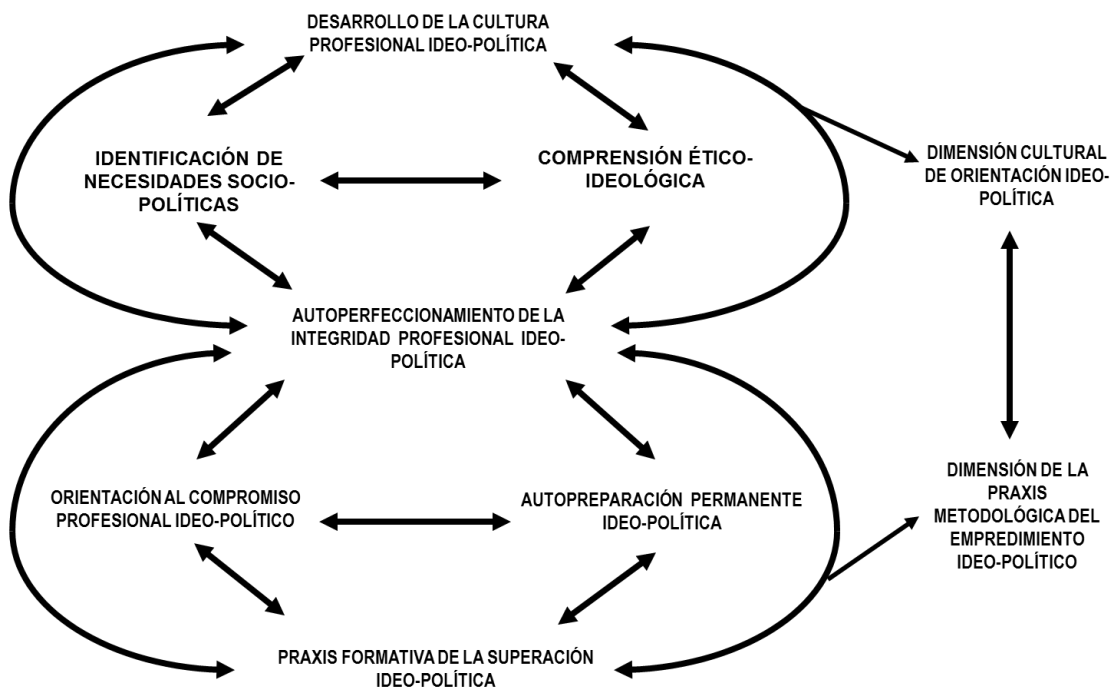 DESARROLLO DE LA CULTURA
PROFESIONAL IDEO-POLÍTICA
IDENTIFICACIÓN DE
NECESIDADES SOCIO-
POLÍTICAS
COMPRENSIÓN ÉTICO-
IDEOLÓGICA
DIMENSIÓN CULTURAL
DE ORIENTACIÓN IDEO-
POLÍTICA
AUTOPERFECCIONAMIENTO DE LA
INTEGRIDAD PROFESIONAL IDEO-
POLÍTICA
ORIENTACIÓN AL COMPROMISO
PROFESIONAL IDEO-POLÍTICO
AUTOPREPARACIÓN PERMANENTE
IDEO-POLÍTICA
DIMENSIÓN DE LA
PRAXIS
METODOLÓGICA DEL
EMPREDIMIENTO
IDEO-POLÍTICO
PRAXIS FORMATIVA DE LA SUPERACIÓN
IDEO-POLÍTICA